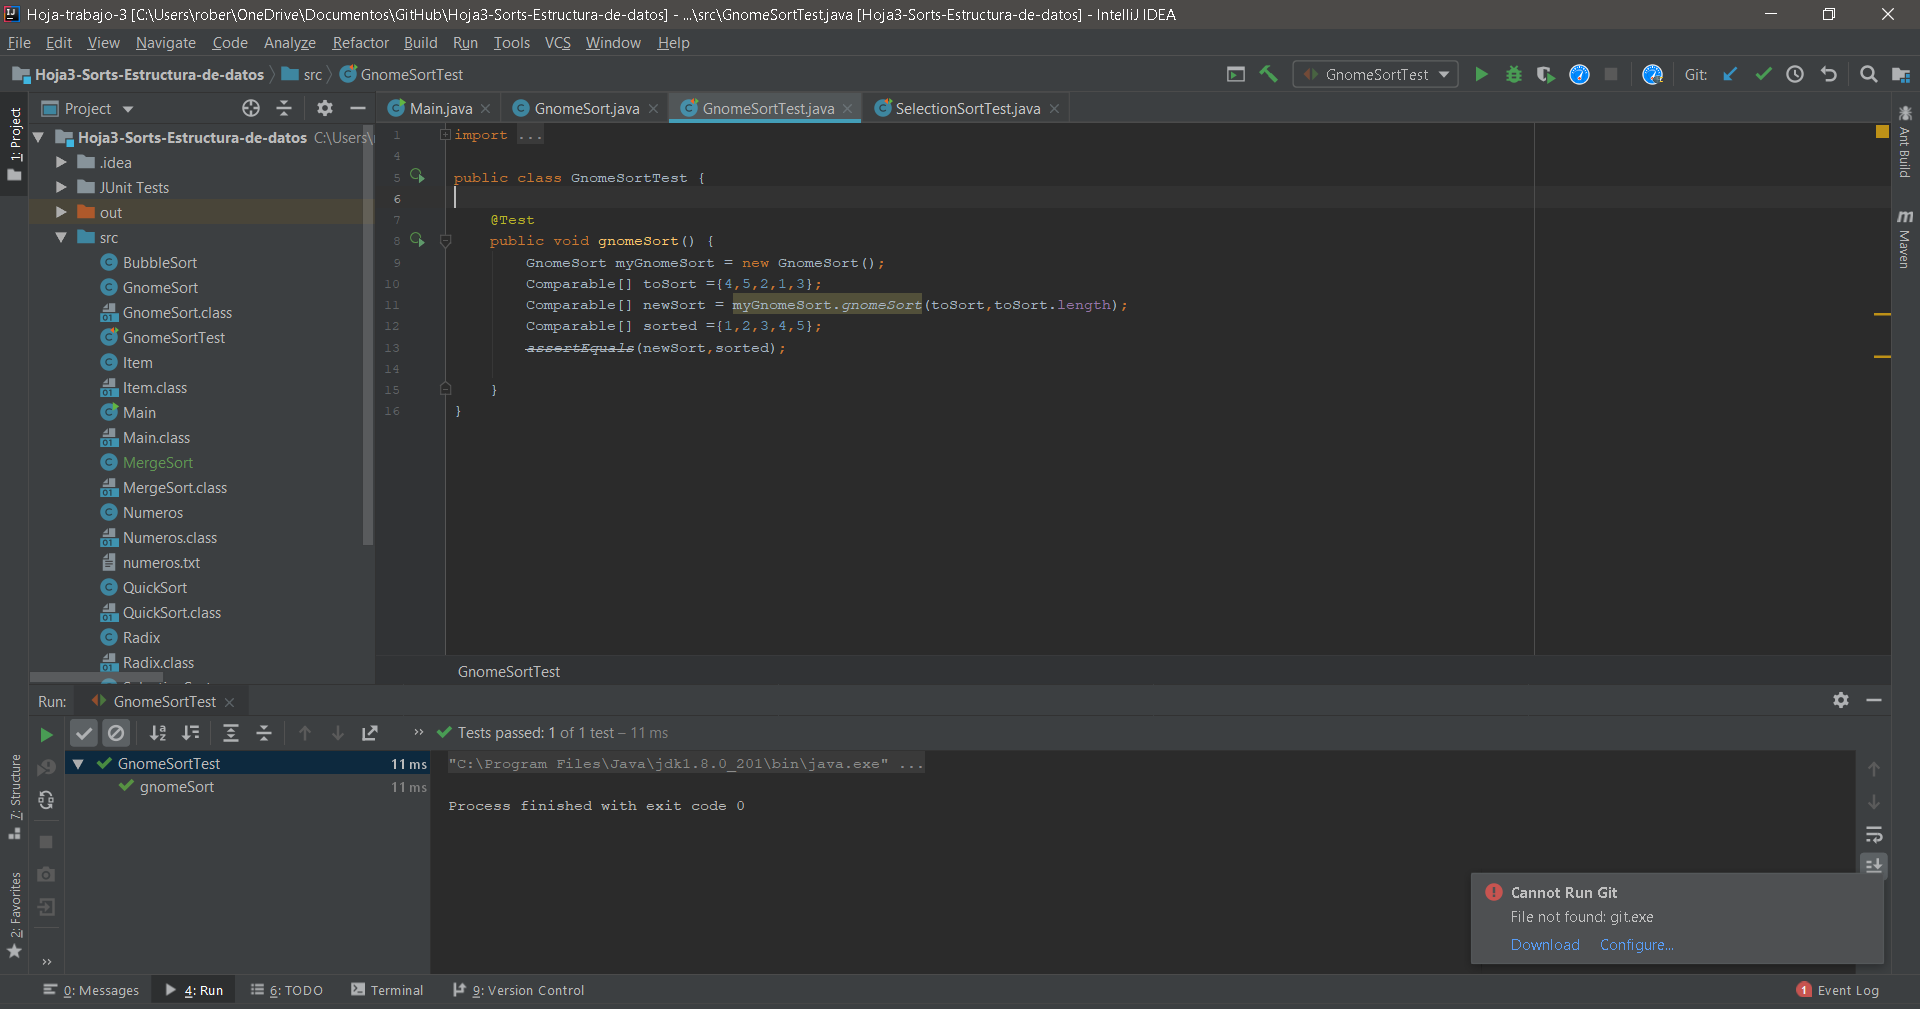 Hoja-trabajo-3 [C:\Users\rober\OneDrive\Documentos\GitHub\Hoja3-Sorts-Estructura-de-datos] - ...\src\GnomeSortTest.java [Hoja3-Sorts-Estructura-de-datos] - IntelliJ IDEA
File Edit View Navigate Code Analyze Refactor Build Run Tools VCS Window Help
Hoja3-Sorts-Estructura-de-datos src GnomeSortTest
GnomeSortTest Git:
1: Project
Project
Hoja3-Sorts-Estructura-de-datos C:\Users\
.idea
JUnit Tests
out
src
BubbleSort
GnomeSort
GnomeSort.class
GnomeSortTest
Item
Item.class
Main
Main.class
MergeSort
MergeSort.class
Numeros
Numeros.class
numeros.txt
QuickSort
QuickSort.class
Radix
Radix.class
Main.java GnomeSort.java GnomeSortTest.java SelectionSortTest.java
1 import ...
4
5 public class GnomeSortTest {
6
7 @Test
8 public void gnomeSort() {
9 GnomeSort myGnomeSort = new GnomeSort();
10 Comparable[] toSort ={4,5,2,1,3};
11 Comparable[] newSort = myGnomeSort.gnomeSort(toSort,toSort.length);
12 Comparable[] sorted ={1,2,3,4,5};
13 assertEquals(newSort,sorted);
14
15 }
16 }
GnomeSortTest
Ant Build
Maven
Run: GnomeSortTest
Tests passed: 1 of 1 test – 11 ms
GnomeSortTest 11 ms
gnomeSort 11 ms
"C:\Program Files\Java\jdk1.8.0_201\bin\java.exe" ...
Process finished with exit code 0
7: Structure
2: Favorites
Cannot Run Git
File not found: git.exe
Download Configure...
0: Messages 4: Run 6: TODO Terminal 9: Version Control
1 Event Log